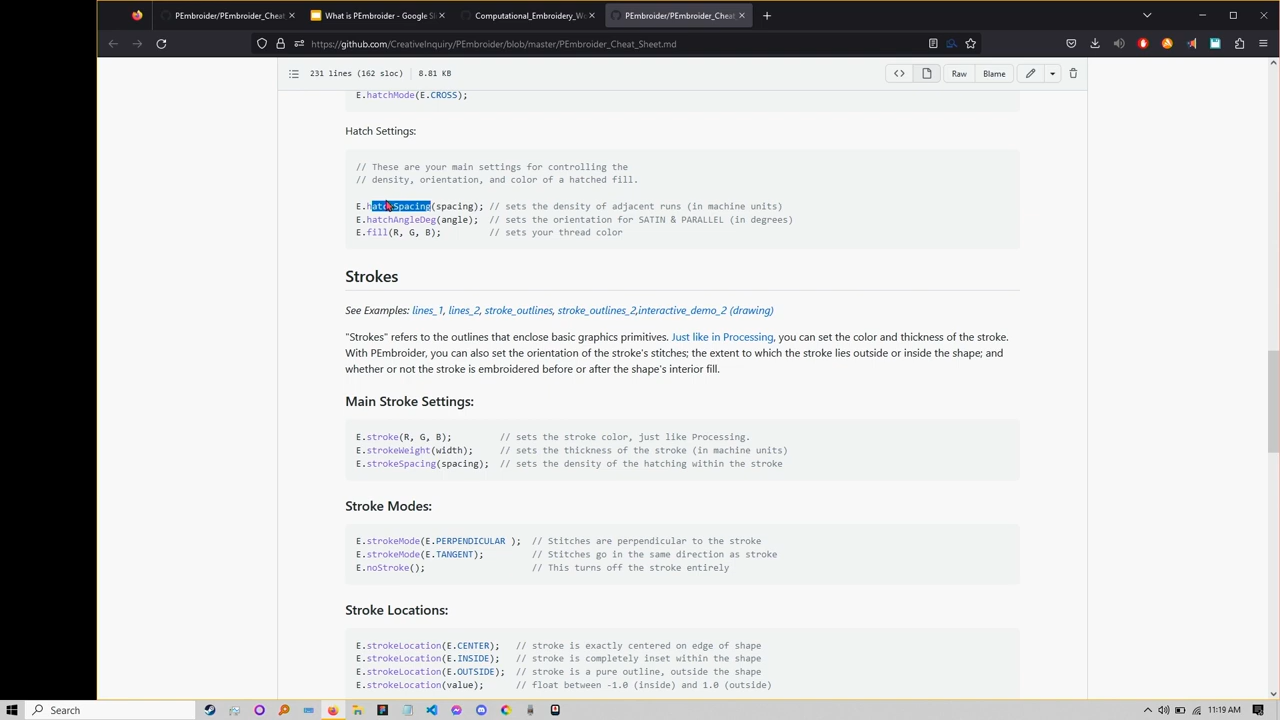 PEmbroider/PEmbroider_Cheat
What is PEmbroider - Google Sl
Computational_Embroidery_Wo
PEmbroider/PEmbroider_Cheat
https://github.com/CreativeInquiry/PEmbroider/blob/master/PEmbroider_Cheat_Sheet.md
231 lines (162 sloc) 8.81 KB
Raw
Blame
E.hatchMode(E.CROSS);
Hatch Settings:
// These are your main settings for controlling the
// density, orientation, and color of a hatched fill.
E.hatchSpacing(spacing); // sets the density of adjacent runs (in machine units)
E.hatchAngleDeg(angle); // sets the orientation for SATIN & PARALLEL (in degrees)
E.fill(R, G, B); // sets your thread color
Strokes
See Examples: lines_1, lines_2, stroke_outlines, stroke_outlines_2,interactive_demo_2 (drawing)
"Strokes" refers to the outlines that enclose basic graphics primitives. Just like in Processing, you can set the color and thickness of the stroke.
With PEmbroider, you can also set the orientation of the stroke's stitches; the extent to which the stroke lies outside or inside the shape; and
whether or not the stroke is embroidered before or after the shape's interior fill.
Main Stroke Settings:
E.stroke(R, G, B); // sets the stroke color, just like Processing.
E.strokeWeight(width); // sets the thickness of the stroke (in machine units)
E.strokeSpacing(spacing); // sets the density of the hatching within the stroke
Stroke Modes:
E.strokeMode(E.PERPENDICULAR ); // Stitches are perpendicular to the stroke
E.strokeMode(E.TANGENT); // Stitches go in the same direction as stroke
E.noStroke(); // This turns off the stroke entirely
Stroke Locations:
E.strokeLocation(E.CENTER); // stroke is exactly centered on edge of shape
E.strokeLocation(E.INSIDE); // stroke is completely inset within the shape
E.strokeLocation(E.OUTSIDE); // stroke is a pure outline, outside the shape
E.strokeLocation(value); // float between -1.0 (inside) and 1.0 (outside)
Search
11:19 AM